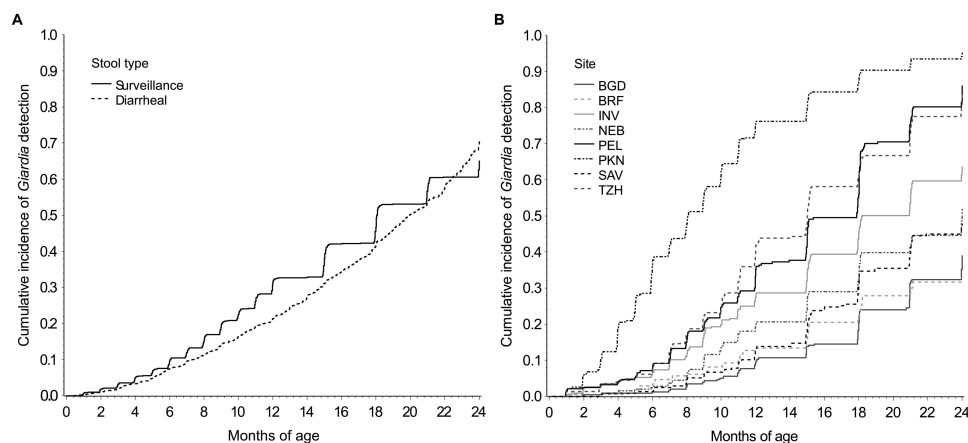 A
Cumulative incidence of Giardia detection
1.0
0.9
0.8
0.7
0.6
0.5
0.4
0.3
0.2
0.1
0.0
Stool type
Surveillance
Diarrheal
0 2 4 6 8 10 12 14 16 18 20 22 24
Months of age
B
Cumulative incidence of Giardia detection
1.0
0.9
0.8
0.7
0.6
0.5
0.4
0.3
0.2
0.1
0.0
Site
BGD
BRF
INV
NEB
PEL
PKN
SAV
TZH
0 2 4 6 8 10 12 14 16 18 20 22 24
Months of age